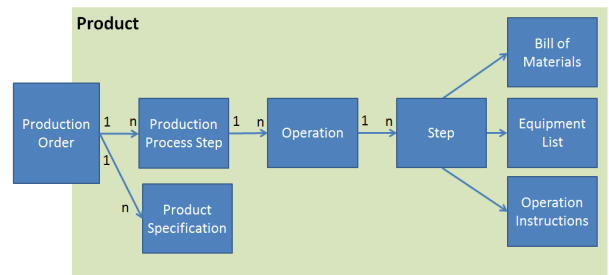 Product
Bill of
Materials
Production
Order
1
n
Production
Process Step
1
n
Operation
1
n
Step
Equipment
List
1
n
Product
Specification
Operation
Instructions